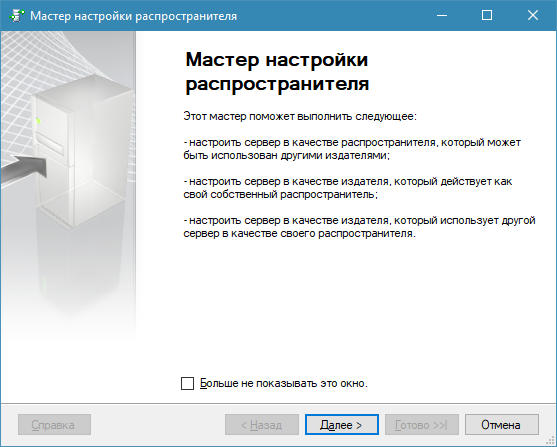 Мастер настройки распространителя
Мастер настройки
распространителя
Этот мастер поможет выполнить следующее:
- настроить сервер в качестве распространителя, который может
быть использован другими издателями;
- настроить сервер в качестве издателя, который действует как
свой собственный распространитель;
- настроить сервер в качестве издателя, который использует другой
сервер в качестве своего распространителя.
Больше не показывать это окно.
Справка
< Назад
Далее >
Готово >>|
Отмена